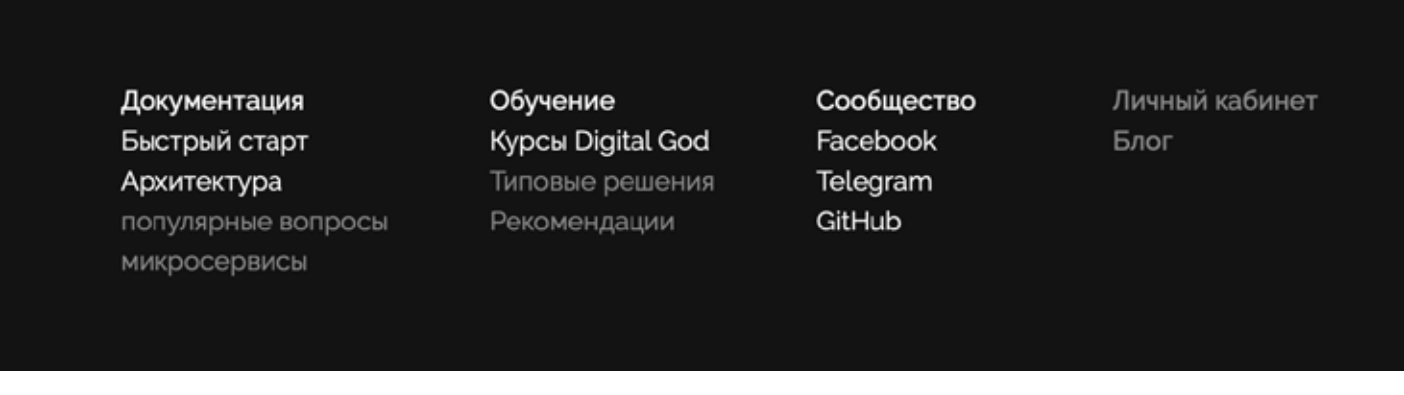 Документация
Быстрый старт
Архитектура
популярные вопросы
микросервисы
Обучение
Курсы Digital God
Типовые решения
Рекомендации
Сообщество
Facebook
Telegram
GitHub
Личный кабинет
Блог